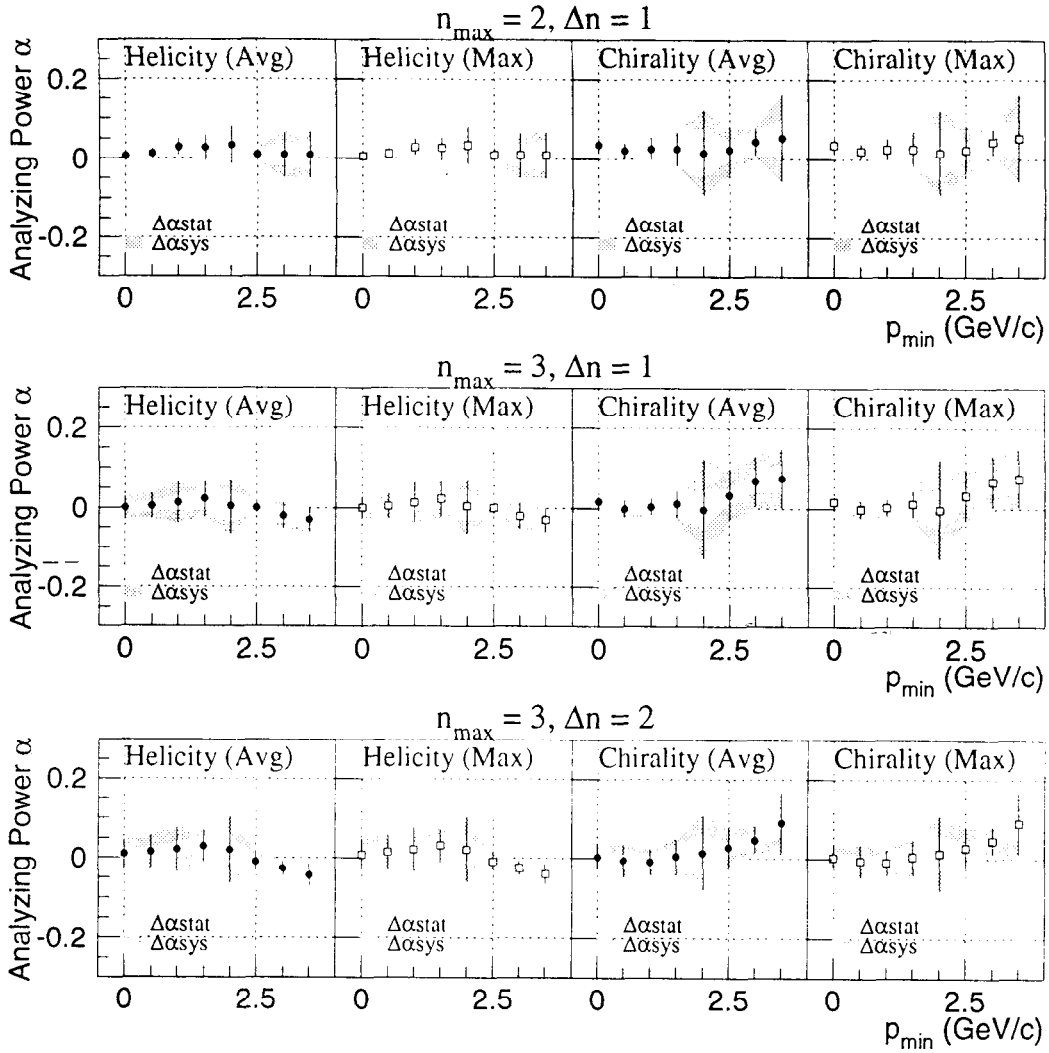 n_max = 2, Δn = 1
Analyzing Power α
0.2
0
-0.2
Helicity (Avg)
Helicity (Max)
Chirality (Avg)
Chirality (Max)
Δαstat
Δαsys
Δαstat
Δαsys
Δαstat
Δαsys
Δαstat
Δαsys
0 2.5 0 2.5 0 2.5 0 2.5
p_min (GeV/c)
n_max = 3, Δn = 1
Analyzing Power α
0.2
0
-0.2
Helicity (Avg)
Helicity (Max)
Chirality (Avg)
Chirality (Max)
Δαstat
Δαsys
Δαstat
Δαsys
Δαstat
Δαsys
Δαstat
Δαsys
0 2.5 0 2.5 0 2.5 0 2.5
p_min (GeV/c)
n_max = 3, Δn = 2
Analyzing Power α
0.2
0
-0.2
Helicity (Avg)
Helicity (Max)
Chirality (Avg)
Chirality (Max)
Δαstat
Δαsys
Δαstat
Δαsys
Δαstat
Δαsys
Δαstat
Δαsys
0 2.5 0 2.5 0 2.5 0 2.5
p_min (GeV/c)